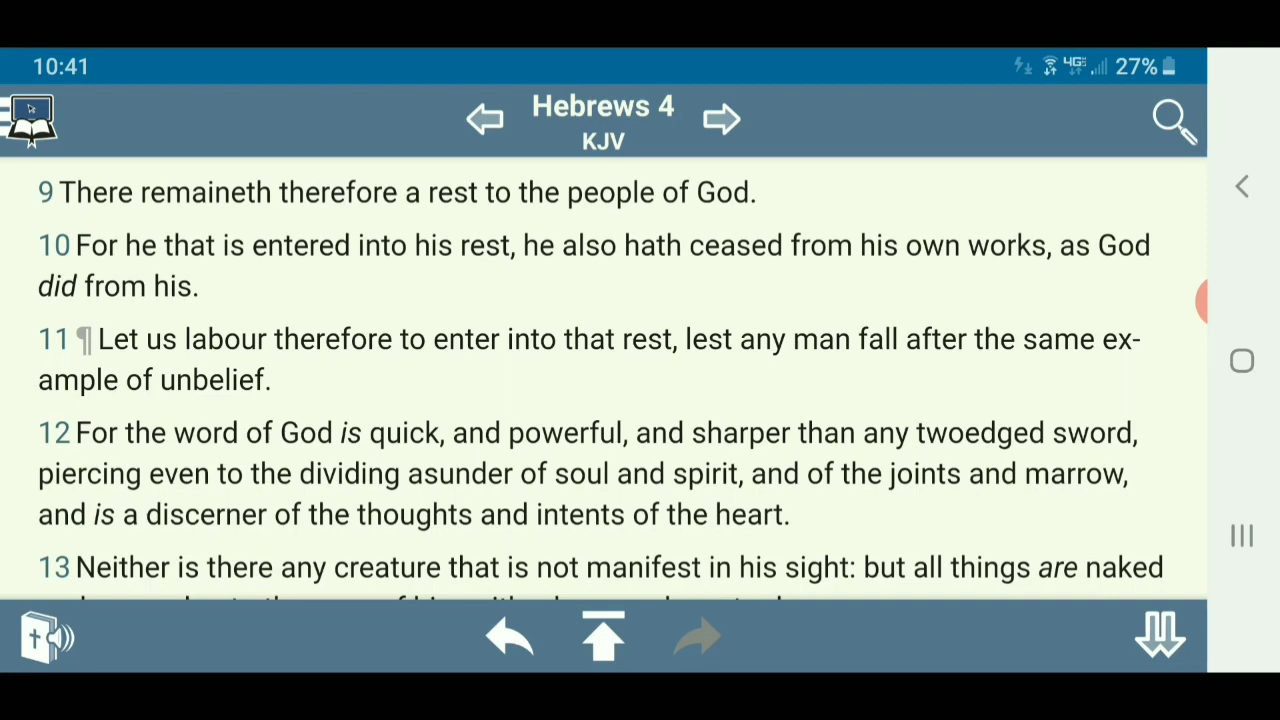 10:41
4GE
27%
Hebrews 4
KJV
9 There remaineth therefore a rest to the people of God.
10 For he that is entered into his rest, he also hath ceased from his own works, as God
did from his.
11 ¶ Let us labour therefore to enter into that rest, lest any man fall after the same ex-
ample of unbelief.
12 For the word of God is quick, and powerful, and sharper than any twoedged sword,
piercing even to the dividing asunder of soul and spirit, and of the joints and marrow,
and is a discerner of the thoughts and intents of the heart.
13 Neither is there any creature that is not manifest in his sight: but all things are naked